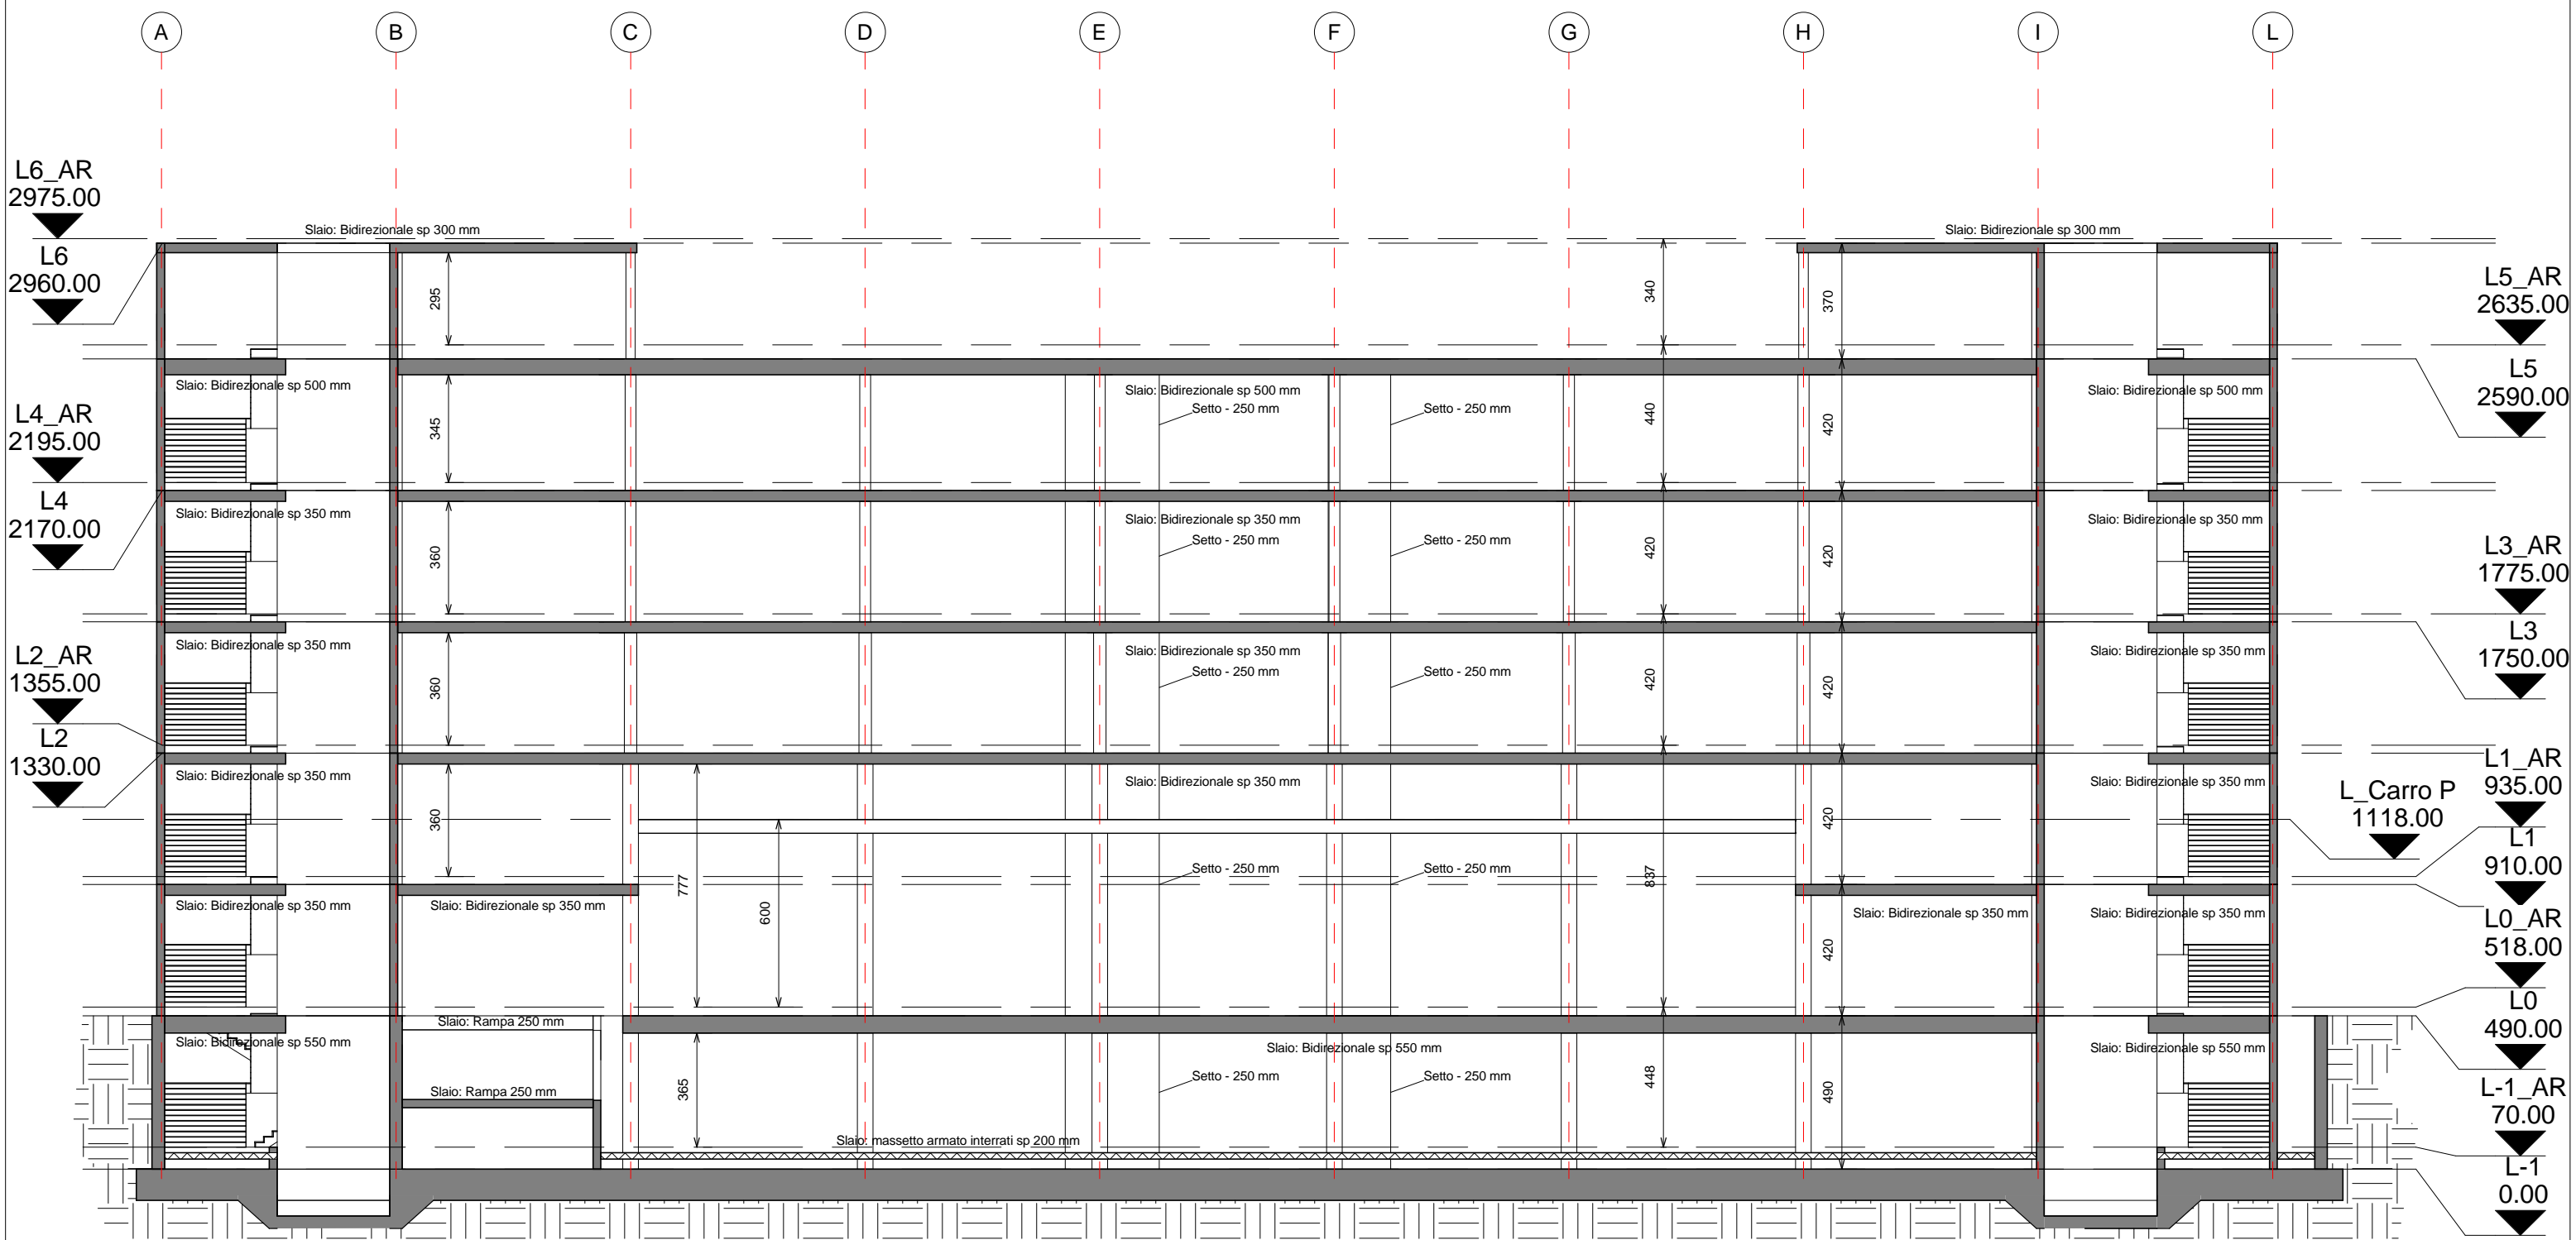 A B C D E F G H I L
L6_AR
2975.00
Slaio: Bidirezionale sp 300 mm
Slaio: Bidirezionale sp 300 mm
L6
2960.00
295
340
370
L5_AR
2635.00
Slaio: Bidirezionale sp 500 mm
Slaio: Bidirezionale sp 500 mm
Slaio: Bidirezionale sp 500 mm
L5
2590.00
Setto - 250 mm
Setto - 250 mm
L4_AR
2195.00
345
440
420
L4
2170.00
Slaio: Bidirezionale sp 350 mm
Slaio: Bidirezionale sp 350 mm
Slaio: Bidirezionale sp 350 mm
Setto - 250 mm
Setto - 250 mm
360
420
420
L3_AR
1775.00
Slaio: Bidirezionale sp 350 mm
Slaio: Bidirezionale sp 350 mm
Slaio: Bidirezionale sp 350 mm
L3
1750.00
Setto - 250 mm
Setto - 250 mm
L2_AR
1355.00
360
420
420
L2
1330.00
Slaio: Bidirezionale sp 350 mm
Slaio: Bidirezionale sp 350 mm
Slaio: Bidirezionale sp 350 mm
L1_AR
935.00
L_Carro P
1118.00
360
420
L1
910.00
Setto - 250 mm
Setto - 250 mm
777
600
837
Slaio: Bidirezionale sp 350 mm
Slaio: Bidirezionale sp 350 mm
Slaio: Bidirezionale sp 350 mm
Slaio: Bidirezionale sp 350 mm
L0_AR
518.00
420
L0
490.00
Slaio: Rampa 250 mm
Slaio: Bidirezionale sp 550 mm
Slaio: Bidirezionale sp 550 mm
Slaio: Bidirezionale sp 550 mm
Setto - 250 mm
Setto - 250 mm
Slaio: Rampa 250 mm
365
448
490
L-1_AR
70.00
Slaio: massetto armato interrati sp 200 mm
L-1
0.00